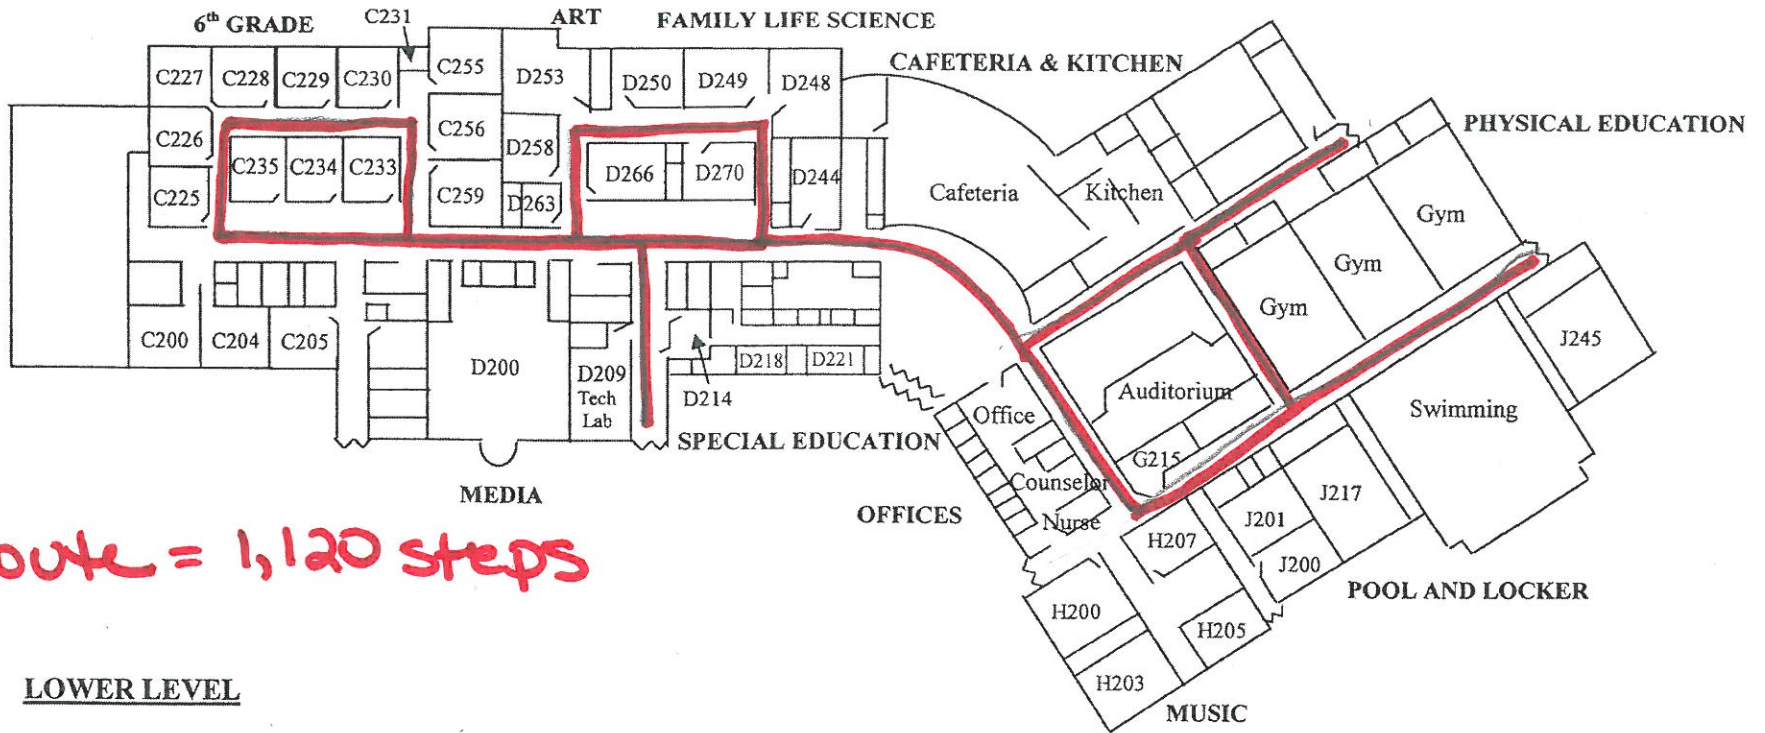 6th GRADE
C231
ART
FAMILY LIFE SCIENCE
CAFETERIA & KITCHEN
PHYSICAL EDUCATION
C227
C228
C229
C230
C255
D253
D250
D249
D248
C226
C256
D258
C235
C234
C233
D266
D270
D244
C225
C259
D263
Cafeteria
Kitchen
Gym
Gym
Gym
C200
C204
C205
D200
D209
Tech
Lab
D218
D221
D214
Auditorium
Office
Swimming
J245
SPECIAL EDUCATION
G215
Counselor
Nurse
MEDIA
OFFICES
H207
J201
J217
J200
POOL AND LOCKER
oute = 1,120 steps
H200
H205
H203
MUSIC
LOWER LEVEL